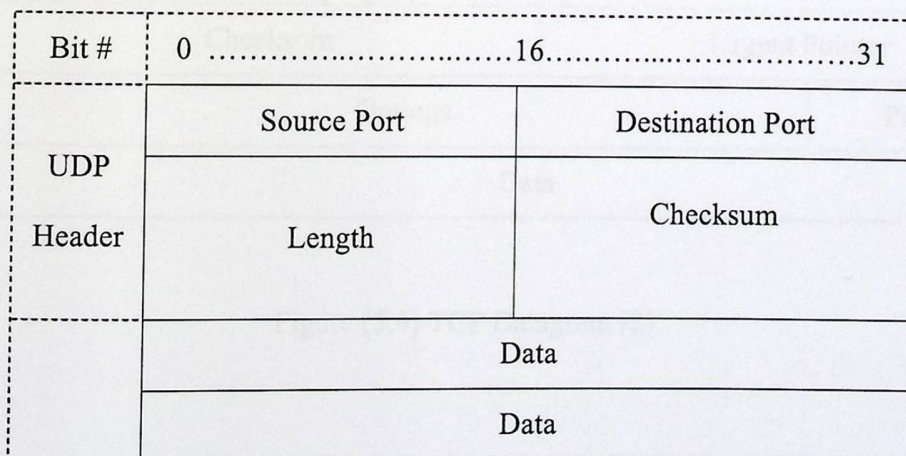 Bit # 0 ....................................16....................................31
Source Port Destination Port
UDP
Checksum
Header Length
Data
Data